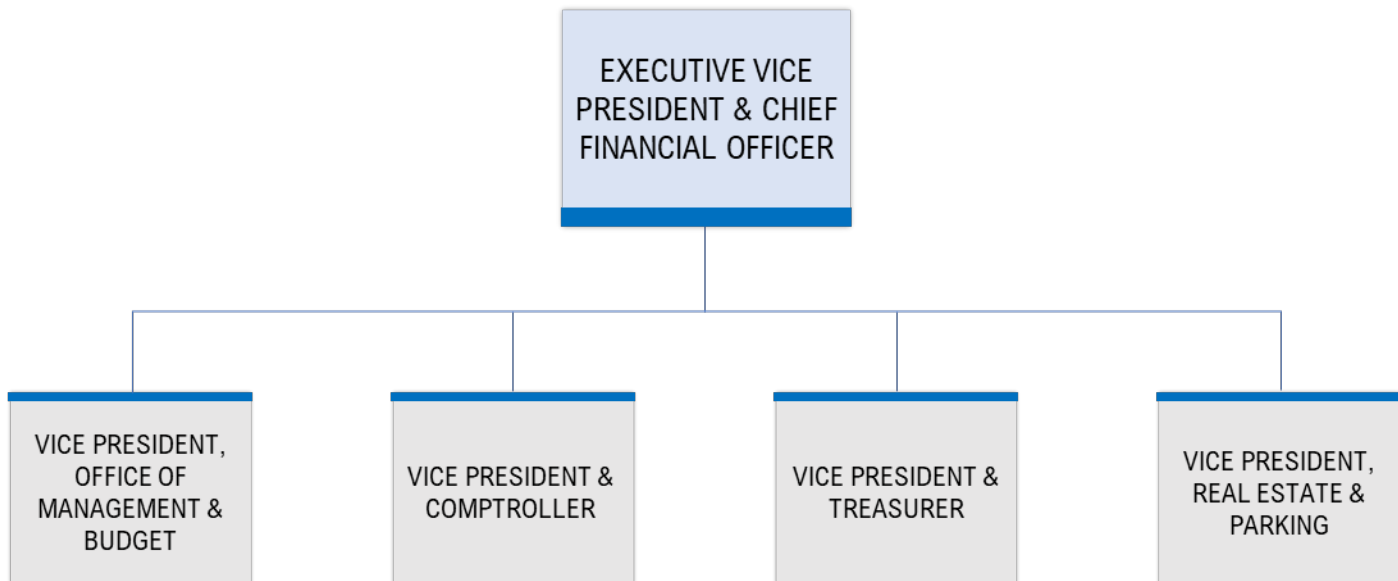 EXECUTIVE VICE
PRESIDENT & CHIEF
FINANCIAL OFFICER
VICE PRESIDENT,
OFFICE OF
MANAGEMENT &
BUDGET
VICE PRESIDENT &
COMPTROLLER
VICE PRESIDENT &
TREASURER
VICE PRESIDENT,
REAL ESTATE &
PARKING